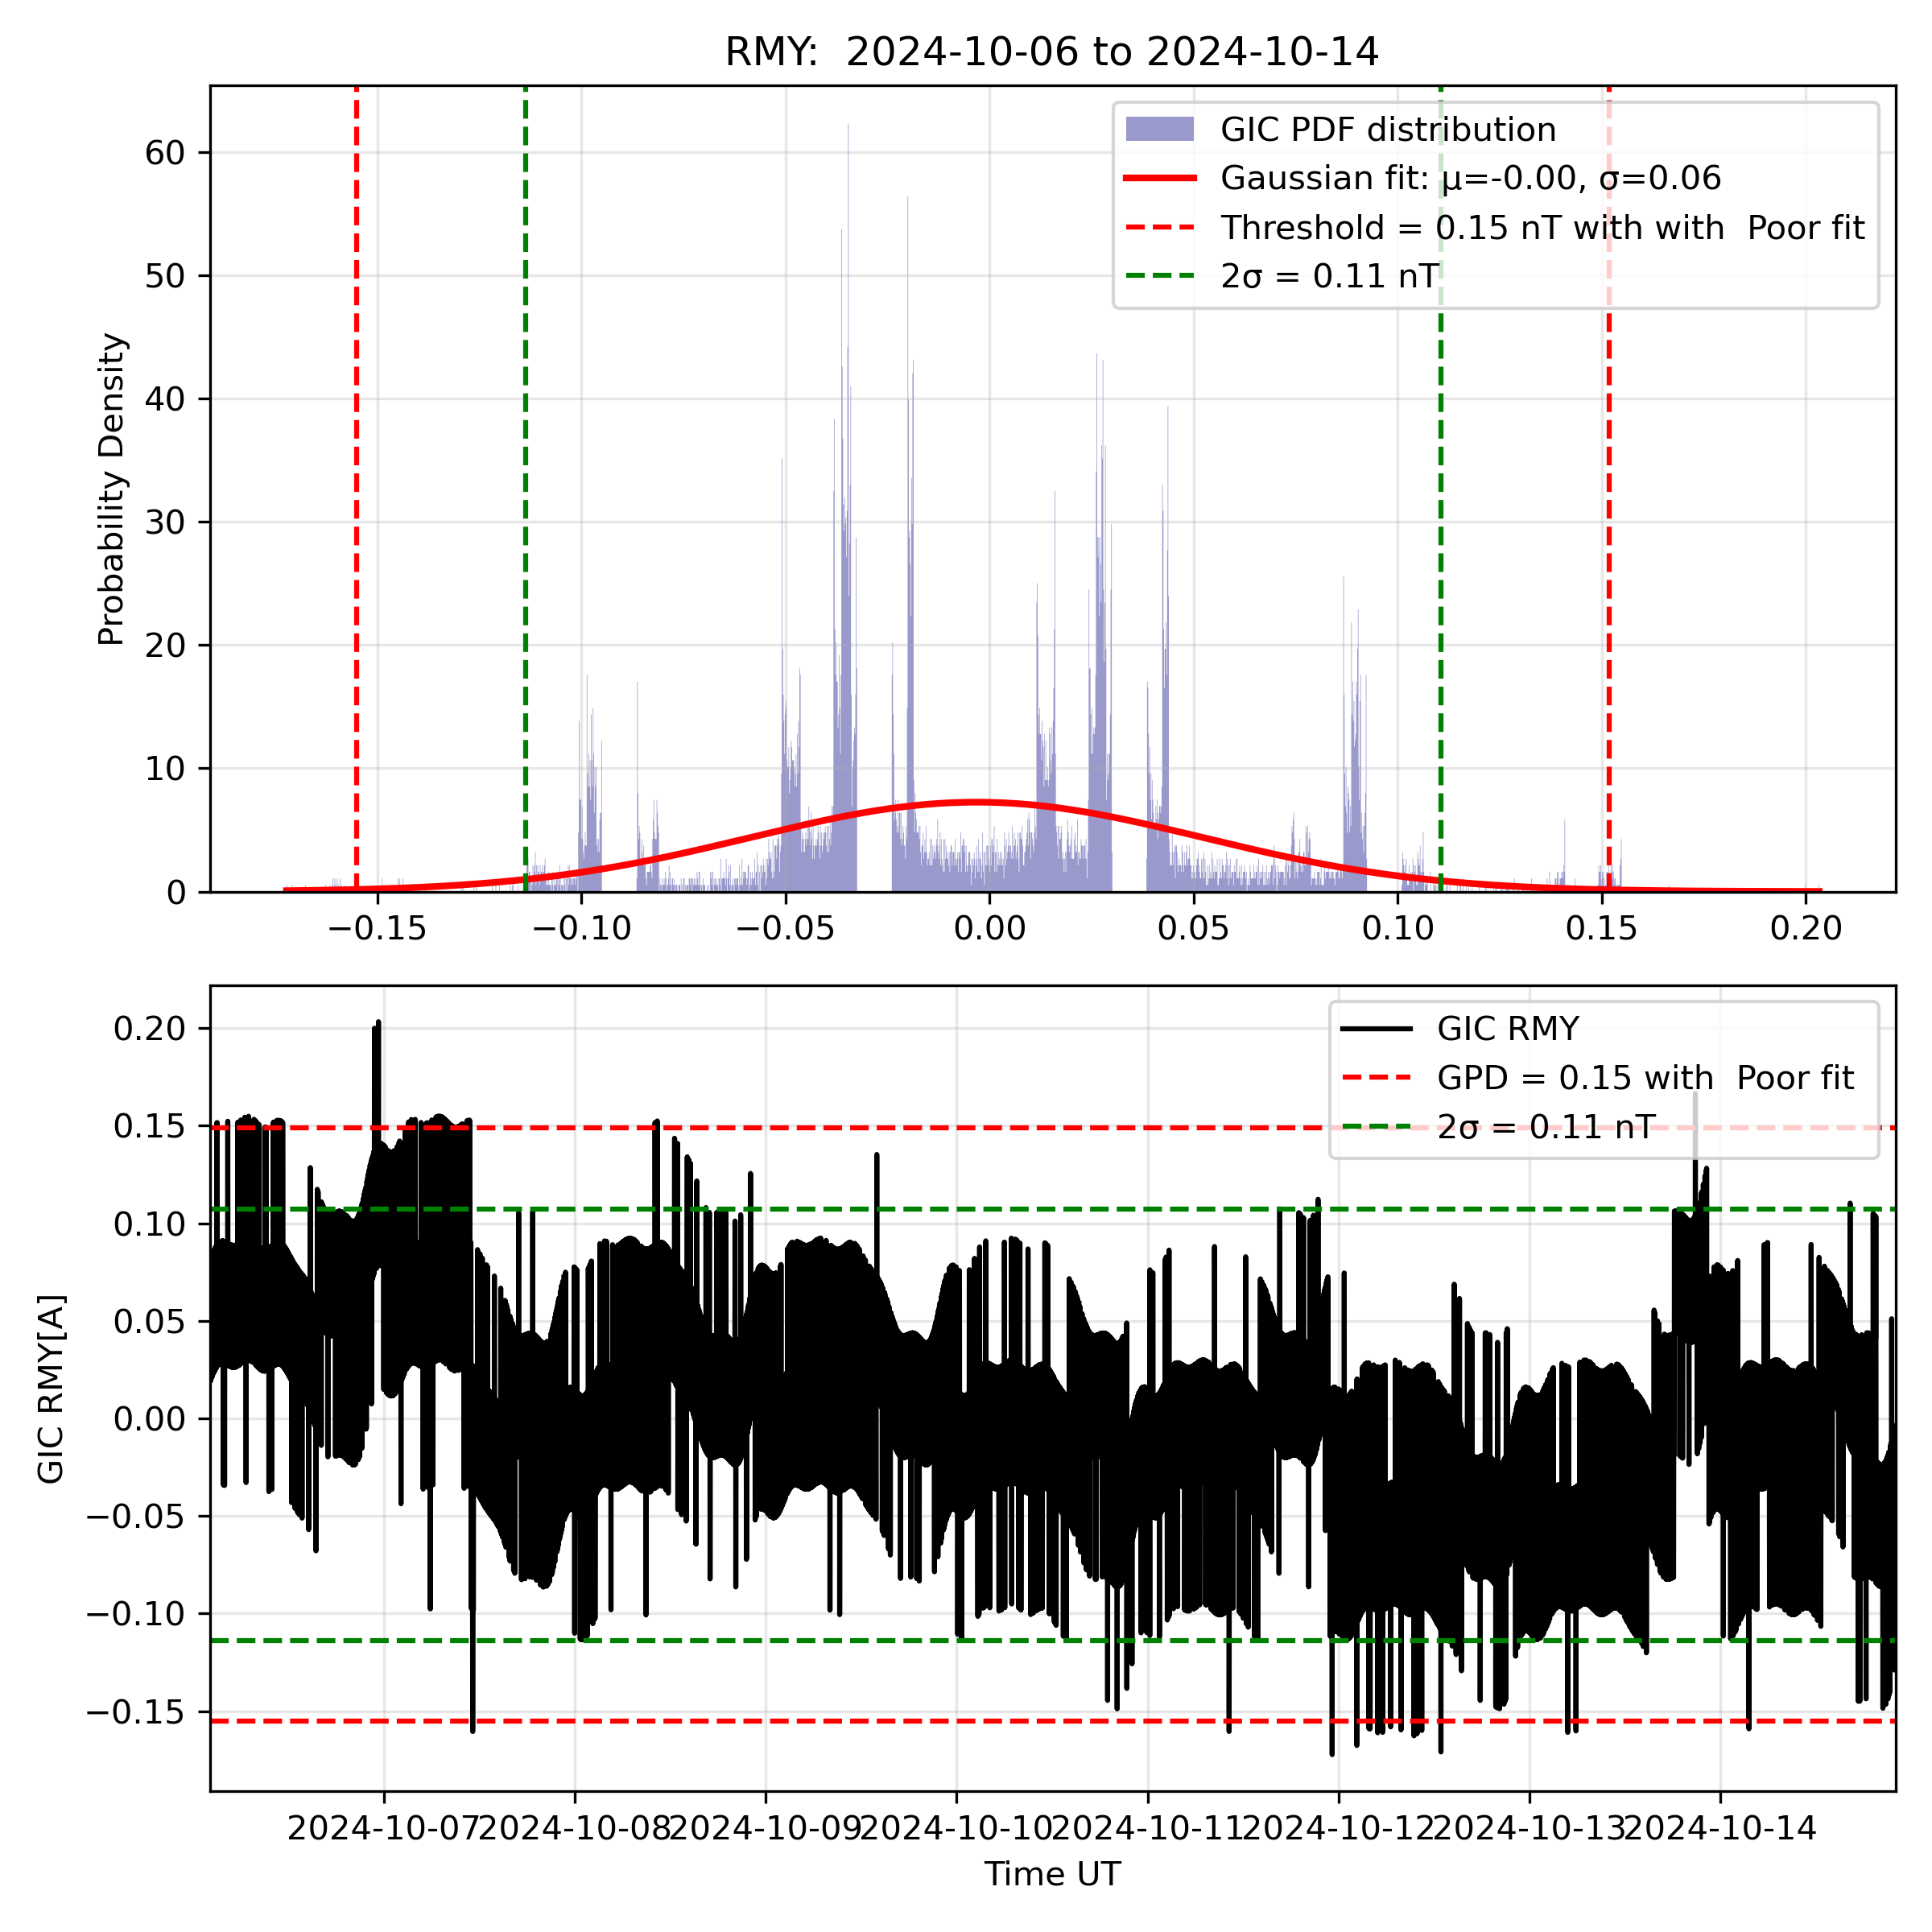 RMY:  2024-10-06 to 2024-10-14
Probability Density
60
50
40
30
20
10
0
GIC PDF distribution
Gaussian fit: μ=-0.00, σ=0.06
Threshold = 0.15 nT with with  Poor fit
2σ = 0.11 nT
−0.15
−0.10
−0.05
0.00
0.05
0.10
0.15
0.20
GIC RMY[A]
0.20
0.15
0.10
0.05
0.00
−0.05
−0.10
−0.15
GIC RMY
GPD = 0.15 with  Poor fit
2σ = 0.11 nT
2024-10-07
2024-10-08
2024-10-09
2024-10-10
2024-10-11
2024-10-12
2024-10-13
2024-10-14
Time UT